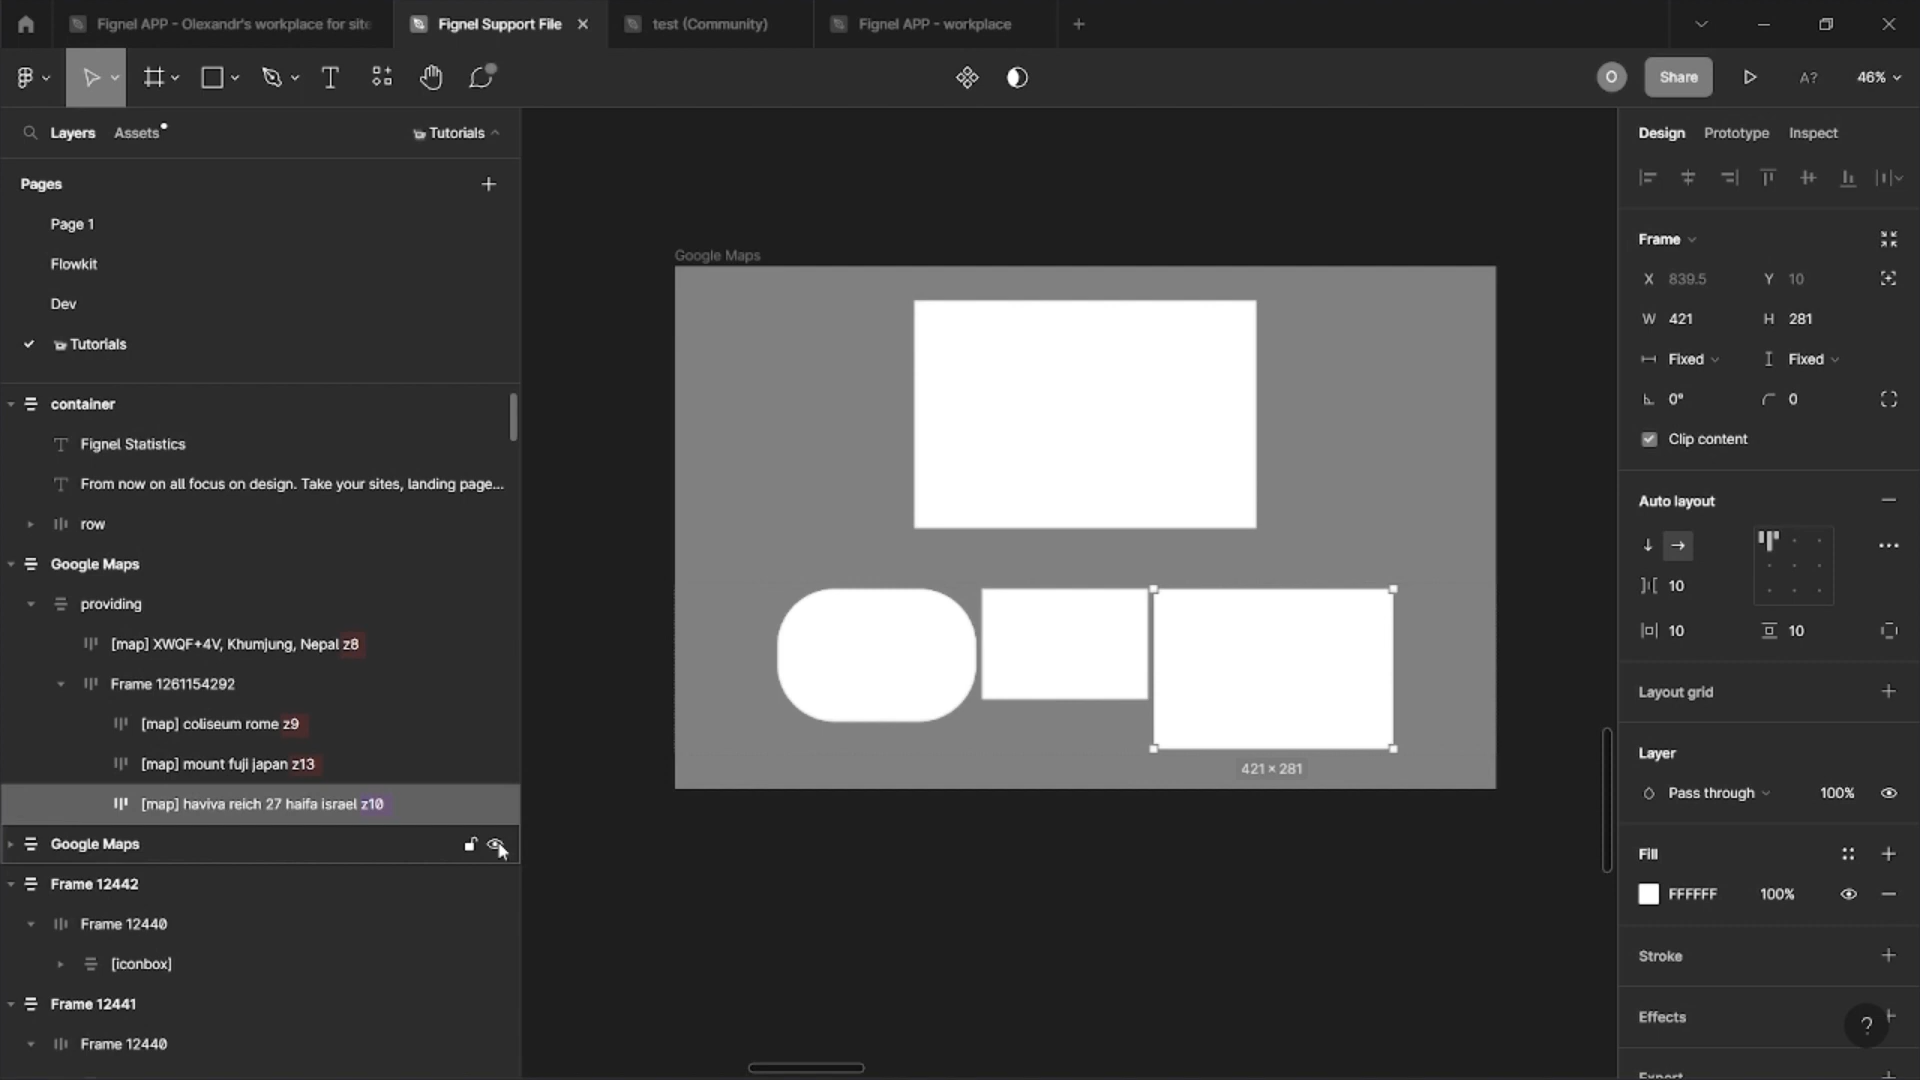 Fignel APP - Olexandr's workplace for site
Fignel Support File
test (Community)
Fignel APP - workplace
O
Share
A?
46%
Layers
Assets
Tutorials
Pages
Page 1
Flowkit
Dev
Tutorials
container
Fignel Statistics
From now on all focus on design. Take your sites, landing page...
row
Google Maps
providing
[map] XWQF+4V, Khumjung, Nepal z8
Frame 1261154292
[map] coliseum rome z9
[map] mount fuji japan z13
[map] haviva reich 27 haifa israel z10
Google Maps
Frame 12442
Frame 12440
[iconbox]
Frame 12441
Frame 12440
Google Maps
421 × 281
Design Prototype Inspect
Frame
X 839.5 Y 10
W 421 H 281
Fixed Fixed
0° 0
Clip content
Auto layout
10
10 10
Layout grid
Layer
Pass through 100%
Fill
FFFFFF 100%
Stroke
Effects
?
Export